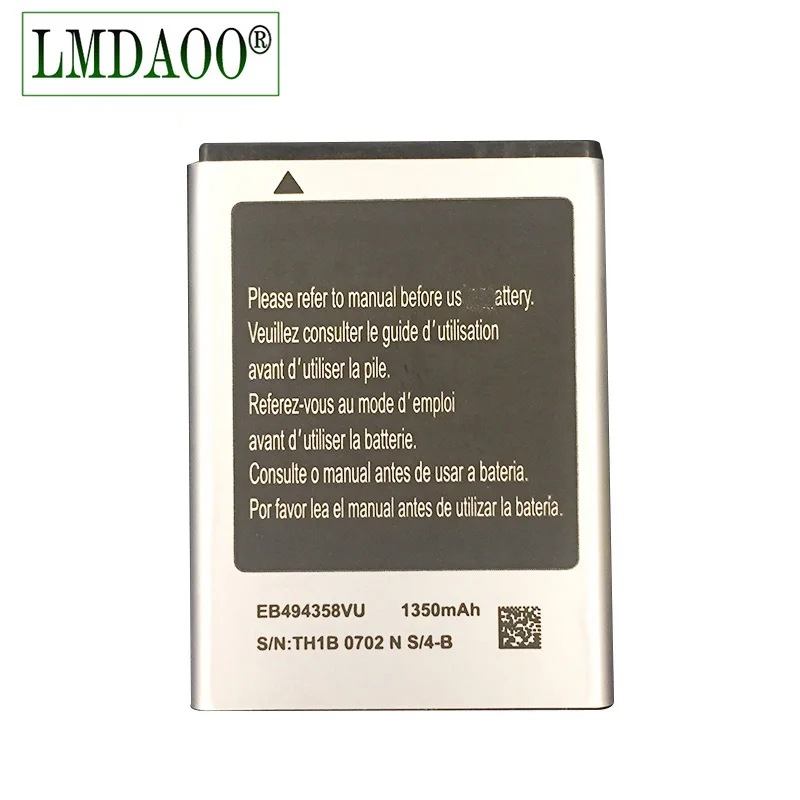 LMDAOO®
Please refer to manual before us attery.
Veuillez consulter le guide d'utilisation
avant d'utiliser la pile.
Referez-vous au mode d'emploi
avant d'utiliser la batterie.
Consulte o manual antes de usar a bateria.
Por favor lea el manual antes de utilizar la batería.
EB494358VU 1350mAh
S/N:TH1B 0702 N S/4-B